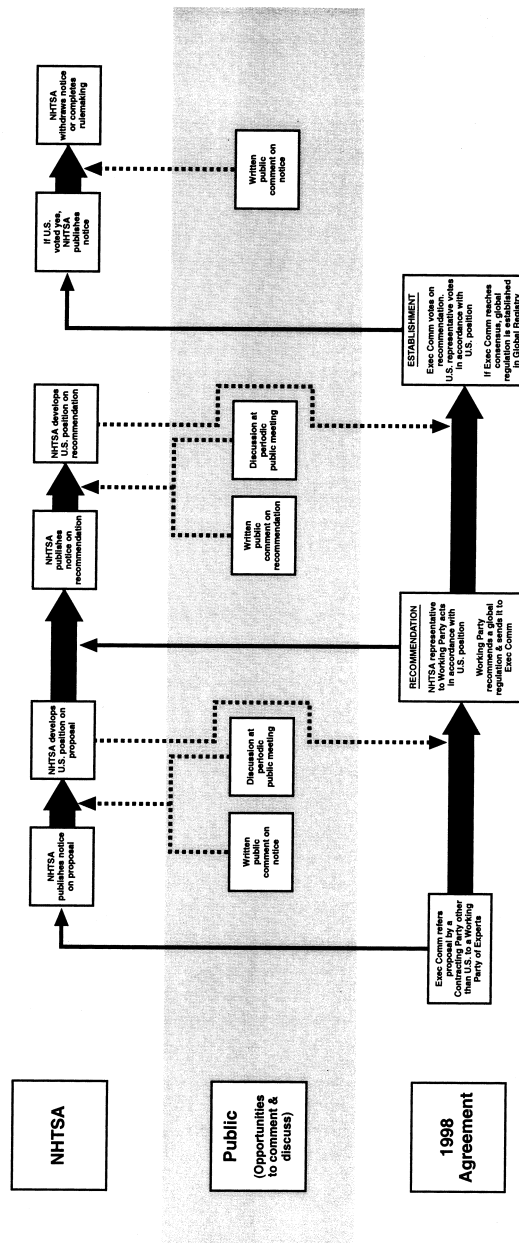 NHTSA
NHTSA
publishes notice
on proposal
NHTSA develops
U.S. position on
proposal
NHTSA
publishes
notice on
recommendation
NHTSA develops
U.S. position on
recommendation
If U.S.
voted yes,
NHTSA
publishes
notice
NHTSA
withdraws notice
or completes
rulemaking
Public
(Opportunities
to comment &
discuss)
Written
public
comment on
notice
Discussion at
periodic
public meeting
Written
public
comment on
recommendation
Discussion at
periodic
public meeting
Written
public
comment on
notice
1998
Agreement
Exec Comm refers
proposal by a
Contracting Party other
than U.S. to a Working
Party of Experts
RECOMMENDATION
NHTSA representative
to Working Party acts
in accordance with
U.S. position
Working Party
recommends a global
regulation & sends it to
Exec Comm
ESTABLISHMENT
Exec Comm votes on
recommendation.
U.S. representative votes
in accordance with
U.S. position
If Exec Comm reaches
consensus, global
regulation is established
in Global Registry